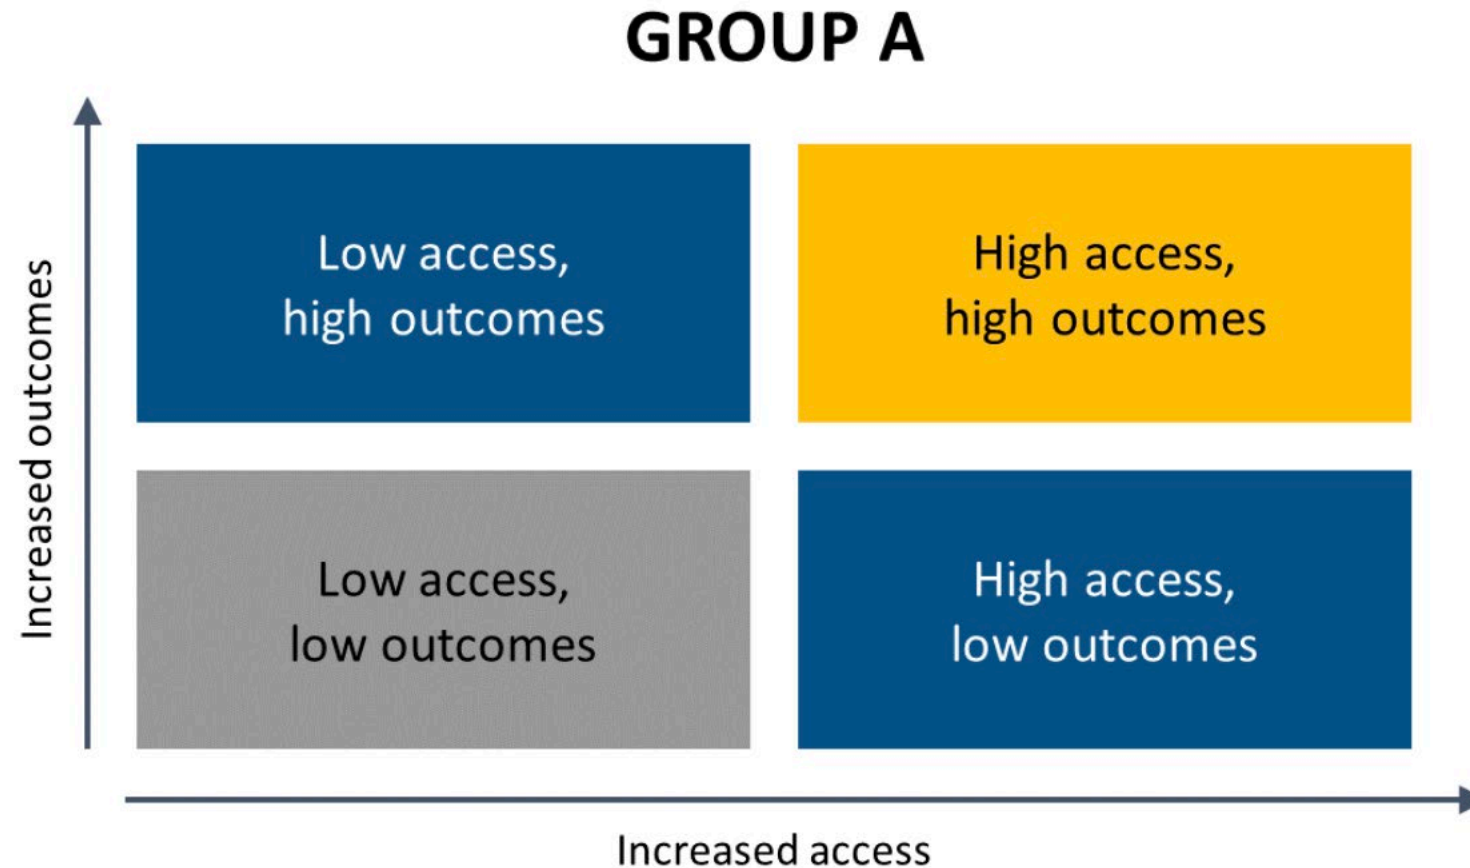 GROUP A
Increased outcomes
Low access,
high outcomes
High access,
high outcomes
Low access,
low outcomes
High access,
low outcomes
Increased access